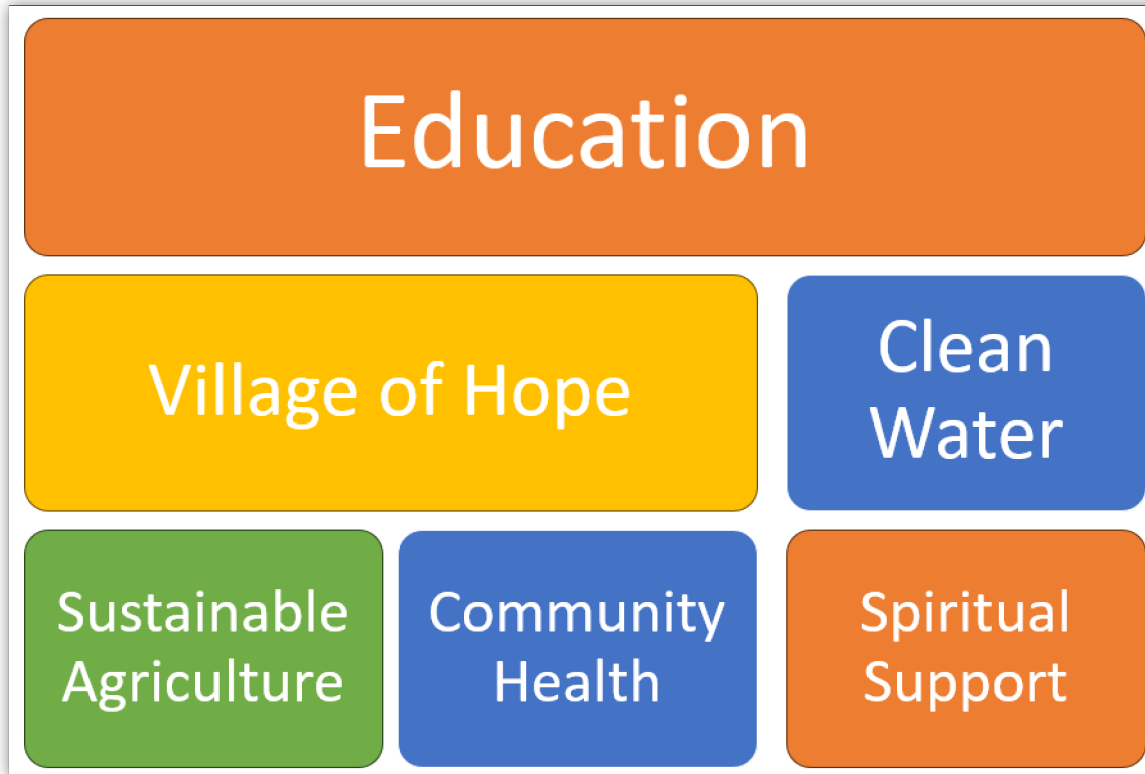 Education
Village of Hope
Clean
Water
Sustainable
Agriculture
Community
Health
Spiritual
Support